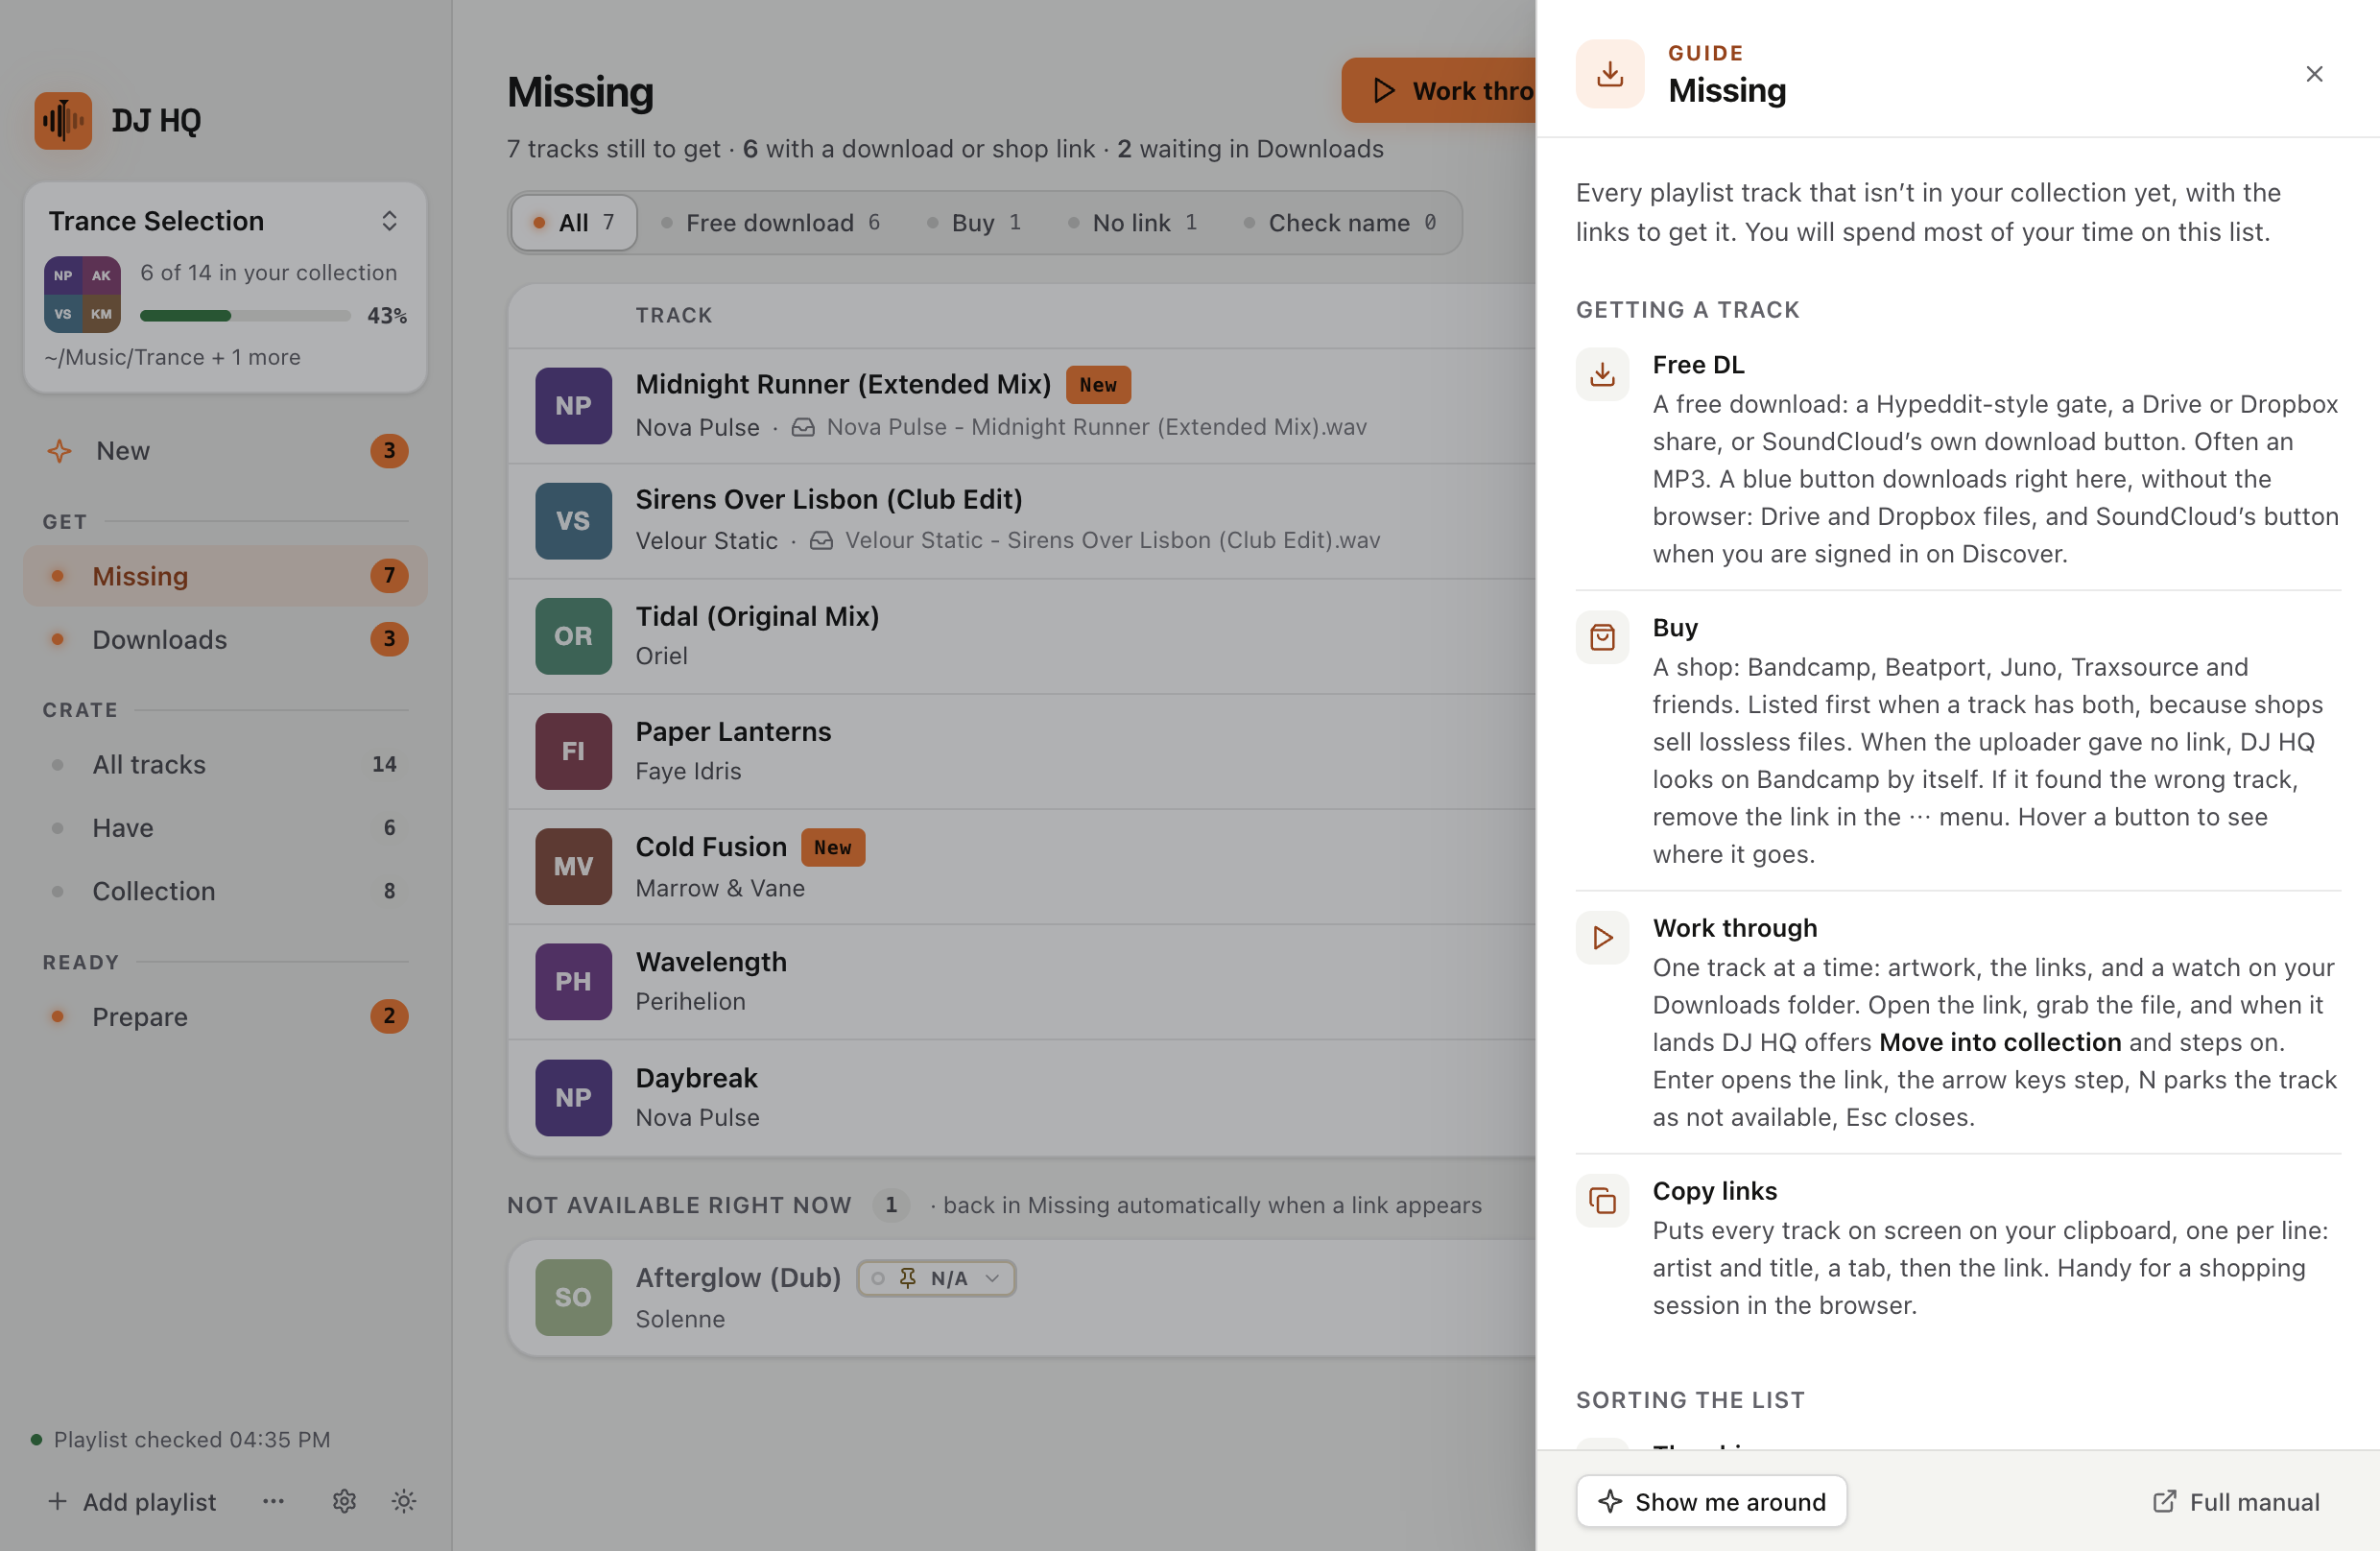 DJ HQ
Trance Selection
NP AK
VS KM
6 of 14 in your collection
43%
~/Music/Trance + 1 more
New 3
GET
Missing 7
Downloads 3
CRATE
All tracks 14
Have 6
Collection 8
READY
Prepare 2
Playlist checked 04:35 PM
Add playlist
Missing
Work thro
7 tracks still to get · 6 with a download or shop link · 2 waiting in Downloads
All 7 Free download 6 Buy 1 No link 1 Check name 0
TRACK
NP
Midnight Runner (Extended Mix) New
Nova Pulse · Nova Pulse - Midnight Runner (Extended Mix).wav
VS
Sirens Over Lisbon (Club Edit)
Velour Static · Velour Static - Sirens Over Lisbon (Club Edit).wav
OR
Tidal (Original Mix)
Oriel
FI
Paper Lanterns
Faye Idris
MV
Cold Fusion New
Marrow & Vane
PH
Wavelength
Perihelion
NP
Daybreak
Nova Pulse
NOT AVAILABLE RIGHT NOW 1 · back in Missing automatically when a link appears
SO
Afterglow (Dub) N/A
Solenne
GUIDE
Missing
Every playlist track that isn’t in your collection yet, with the
links to get it. You will spend most of your time on this list.
GETTING A TRACK
Free DL
A free download: a Hypeddit-style gate, a Drive or Dropbox
share, or SoundCloud’s own download button. Often an
MP3. A blue button downloads right here, without the
browser: Drive and Dropbox files, and SoundCloud’s button
when you are signed in on Discover.
Buy
A shop: Bandcamp, Beatport, Juno, Traxsource and
friends. Listed first when a track has both, because shops
sell lossless files. When the uploader gave no link, DJ HQ
looks on Bandcamp by itself. If it found the wrong track,
remove the link in the ··· menu. Hover a button to see
where it goes.
Work through
One track at a time: artwork, the links, and a watch on your
Downloads folder. Open the link, grab the file, and when it
lands DJ HQ offers Move into collection and steps on.
Enter opens the link, the arrow keys step, N parks the track
as not available, Esc closes.
Copy links
Puts every track on screen on your clipboard, one per line:
artist and title, a tab, then the link. Handy for a shopping
session in the browser.
SORTING THE LIST
Show me around
Full manual